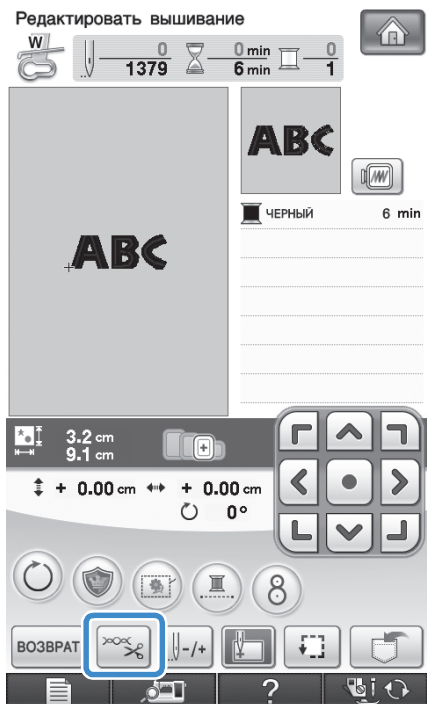 Редактировать вышивание
W
0 0 min 0
1379 6 min 1
ABC
ЧЕРНЫЙ 6 min
ABC
3.2 cm
9.1 cm
+ 0.00 cm + 0.00 cm
0°
8
ВОЗВРАТ -/+
?